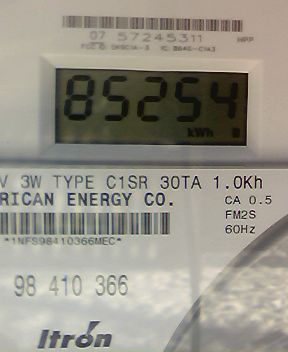 07 57245311
85254
kWh
V 3W TYPE C1SR 30TA 1.0Kh
RICAN ENERGY CO. CA 0.5
FM2S
60Hz
*1NFS98410366MEC*
98 410 366
Itron